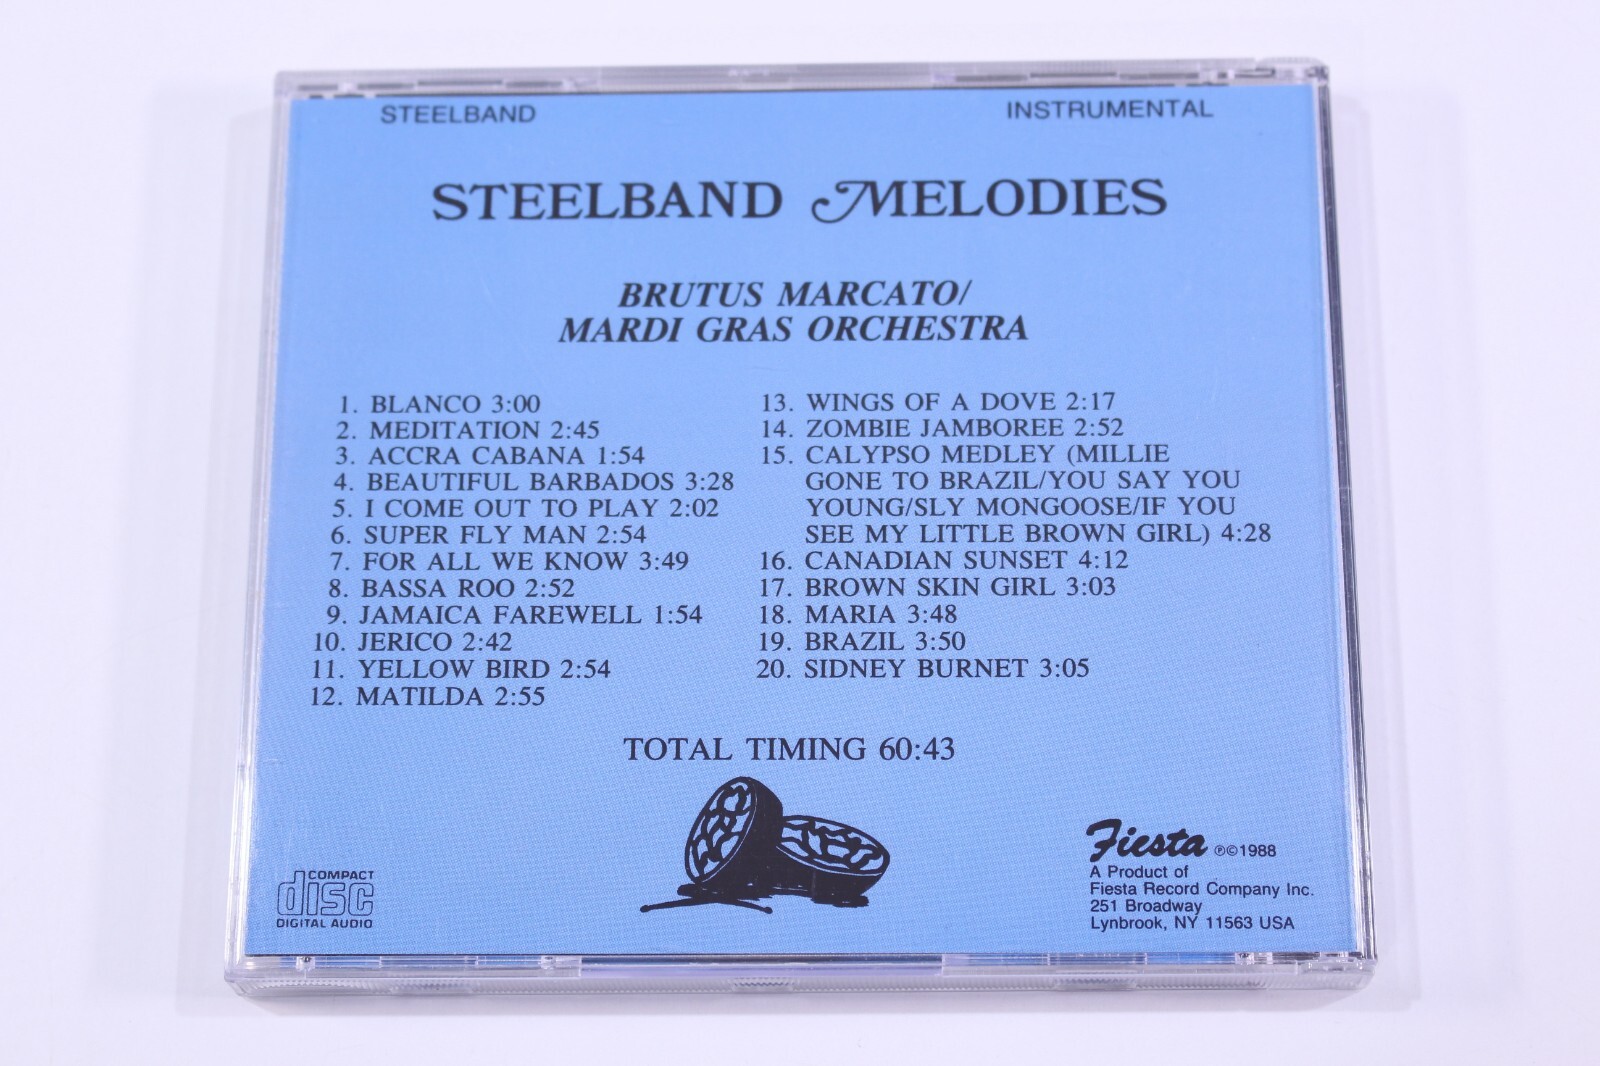 STEELBAND
INSTRUMENTAL
STEELBAND MELODIES
BRUTUS MARCATO/
MARDI GRAS ORCHESTRA
1. BLANCO 3:00
2. MEDITATION 2:45
3. ACCRA CABANA 1:54
4. BEAUTIFUL BARBADOS 3:28
5. I COME OUT TO PLAY 2:02
6. SUPER FLY MAN 2:54
7. FOR ALL WE KNOW 3:49
8. BASSA ROO 2:52
9. JAMAICA FAREWELL 1:54
10. JERICO 2:42
11. YELLOW BIRD 2:54
12. MATILDA 2:55
13. WINGS OF A DOVE 2:17
14. ZOMBIE JAMBOREE 2:52
15. CALYPSO MEDLEY (MILLIE
GONE TO BRAZIL/YOU SAY YOU
YOUNG/SLY MONGOOSE/IF YOU
SEE MY LITTLE BROWN GIRL) 4:28
16. CANADIAN SUNSET 4:12
17. BROWN SKIN GIRL 3:03
18. MARIA 3:48
19. BRAZIL 3:50
20. SIDNEY BURNET 3:05
TOTAL TIMING 60:43
COMPACT
disc
DIGITAL AUDIO
Fiesta ℗©1988
A Product of
Fiesta Record Company Inc.
251 Broadway
Lynbrook, NY 11563 USA